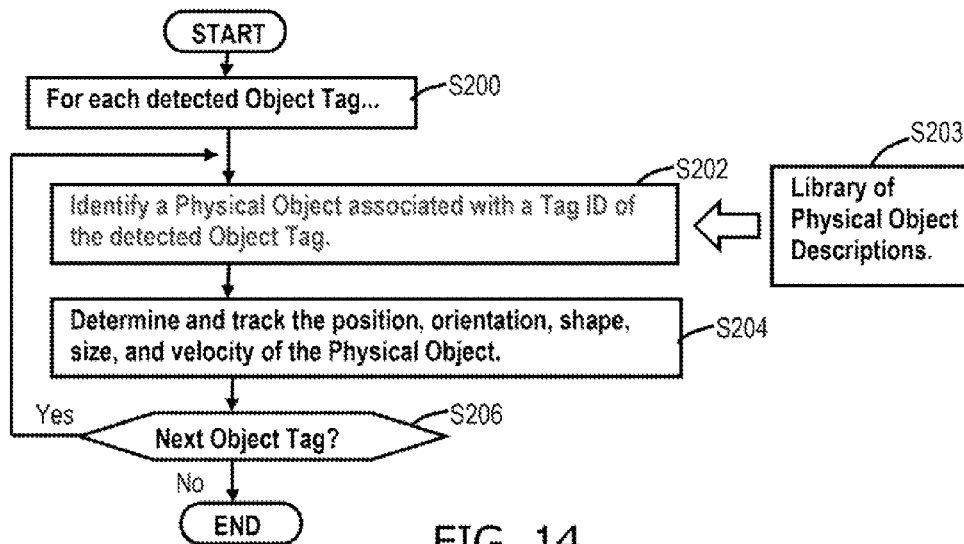 START
For each detected Object Tag...
S200
S203
S202
Identify a Physical Object associated with a Tag ID of
the detected Object Tag.
Library of
Physical Object
Descriptions.
Determine and track the position, orientation, shape,
size, and velocity of the Physical Object.
S204
Yes
S206
Next Object Tag?
No
END
FIG. 14